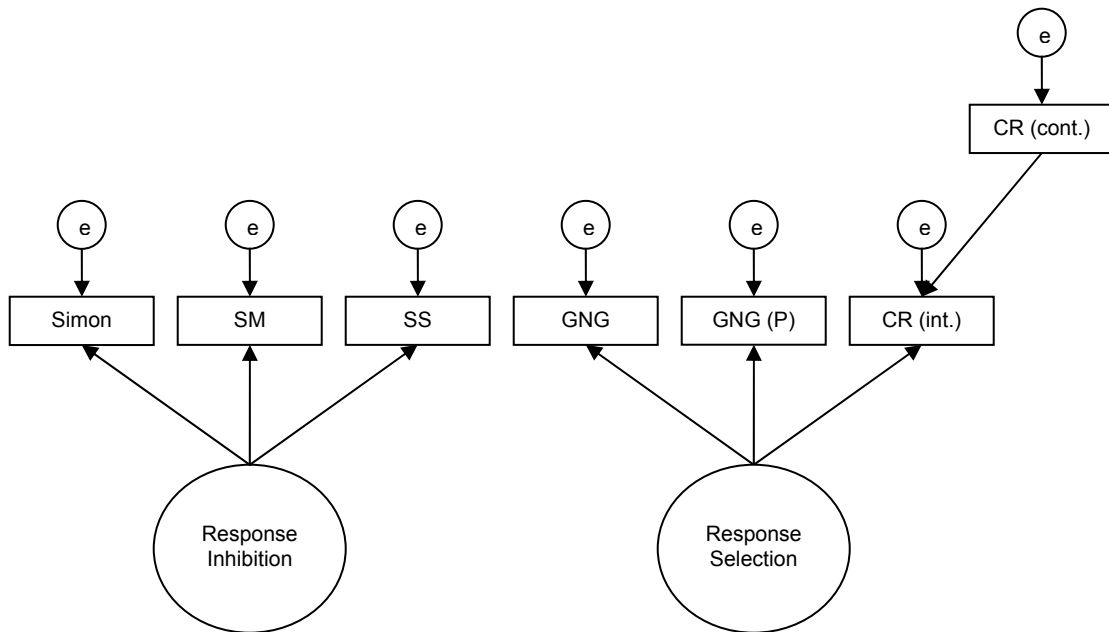 e
CR (cont.)
e
e
e
e
e
e
Simon
SM
SS
GNG
GNG (P)
CR (int.)
Response
Inhibition
Response
Selection